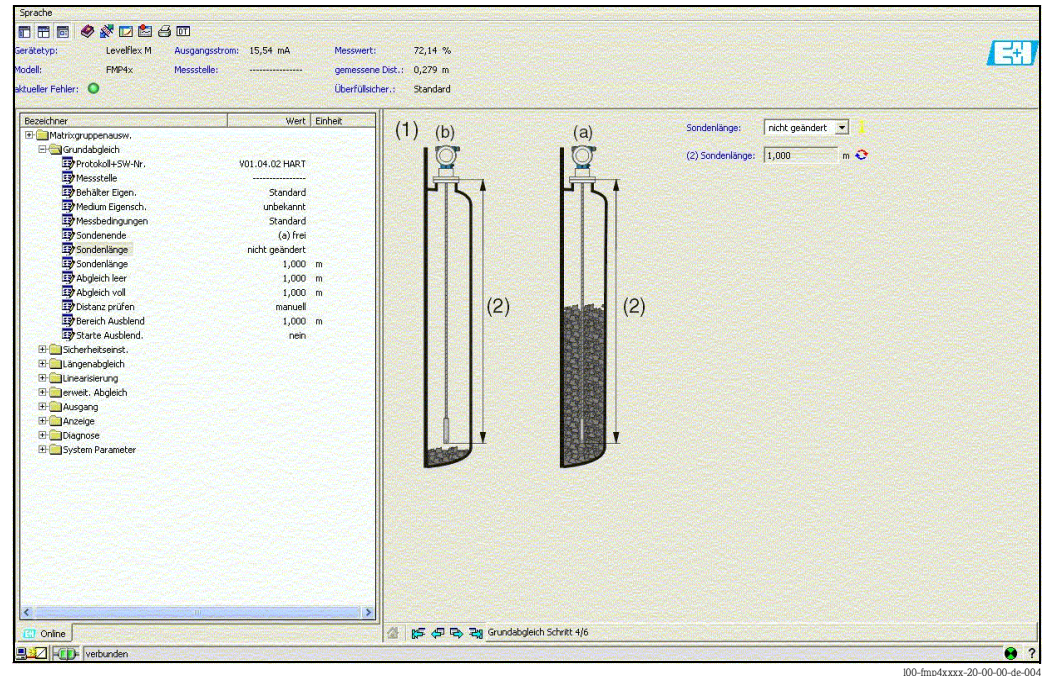 Sprache
Gerätetyp: Levelflex M Ausgangsstrom: 15,54 mA Messwert: 72,14 %
Modell: FMP4x Messstelle: ---------------- gemessene Dist.: 0,279 m
aktueller Fehler: Überfüllsicher.: Standard
E+H
Bezeichner Wert Einheit
Matrixgruppenausw.
Grundabgleich
Protokoll+SW-Nr. V01.04.02 HART
Messstelle ----------------
Behälter Eigen. Standard
Medium Eigensch. unbekannt
Messbedingungen Standard
Sondenende (a) frei
Sondenlänge nicht geändert
Sondenlänge 1,000 m
Abgleich leer 1,000 m
Abgleich voll 1,000 m
Distanz prüfen manuell
Bereich Ausblend 1,000 m
Starte Ausblend. nein
Sicherheitseinst.
Längenabgleich
Linearisierung
erweit. Abgleich
Ausgang
Anzeige
Diagnose
System Parameter
Online
(1) (b) (a)
(2) (2)
Sondenlänge: nicht geändert
(2) Sondenlänge: 1,000 m
Grundabgleich Schritt 4/6
verbunden
?
l00-fmp4xxxx-20-00-00-de-004